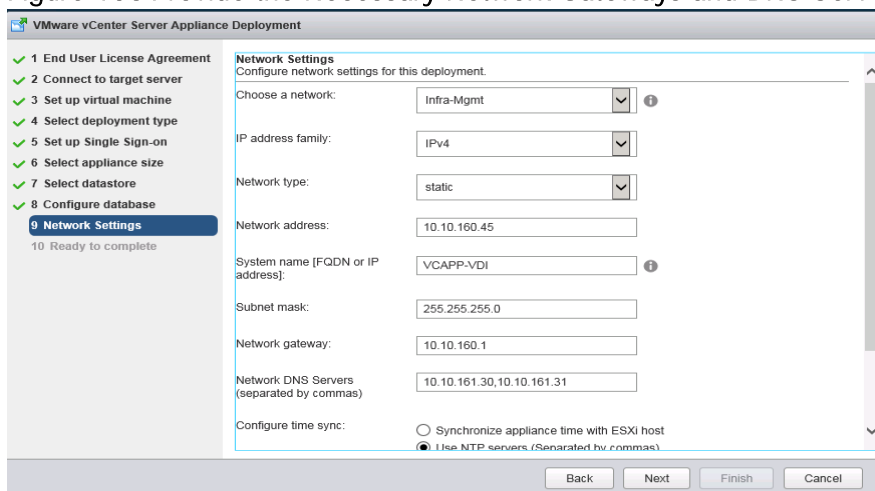 VMware vCenter Server Appliance Deployment
1 End User License Agreement
2 Connect to target server
3 Set up virtual machine
4 Select deployment type
5 Set up Single Sign-on
6 Select appliance size
7 Select datastore
8 Configure database
9 Network Settings
10 Ready to complete
Network Settings
Configure network settings for this deployment.
Choose a network:
Infra-Mgmt
IP address family:
IPv4
Network type:
static
Network address:
10.10.160.45
System name [FQDN or IP
address]:
VCAPP-VDI
Subnet mask:
255.255.255.0
Network gateway:
10.10.160.1
Network DNS Servers
(separated by commas)
10.10.161.30,10.10.161.31
Configure time sync:
Synchronize appliance time with ESXi host
Use NTP servers (Separated by commas)
Back
Next
Finish
Cancel